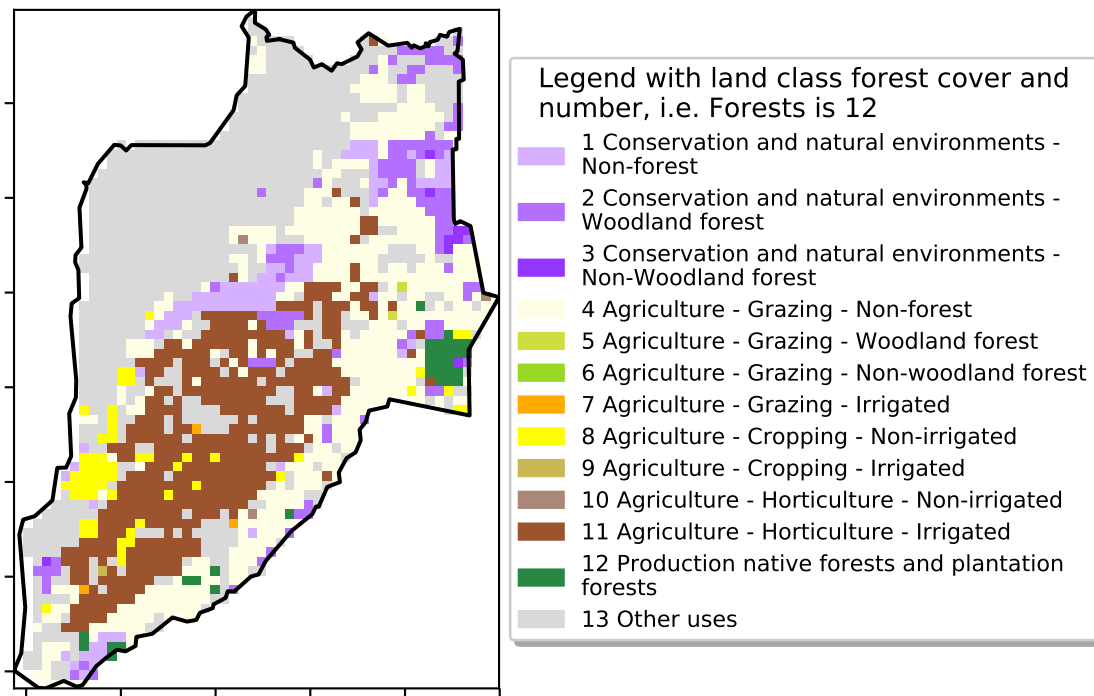 Legend with land class forest cover and
number, i.e. Forests is 12
1 Conservation and natural environments -
Non-forest
2 Conservation and natural environments -
Woodland forest
3 Conservation and natural environments -
Non-Woodland forest
4 Agriculture - Grazing - Non-forest
5 Agriculture - Grazing - Woodland forest
6 Agriculture - Grazing - Non-woodland forest
7 Agriculture - Grazing - Irrigated
8 Agriculture - Cropping - Non-irrigated
9 Agriculture - Cropping - Irrigated
10 Agriculture - Horticulture - Non-irrigated
11 Agriculture - Horticulture - Irrigated
12 Production native forests and plantation
forests
13 Other uses